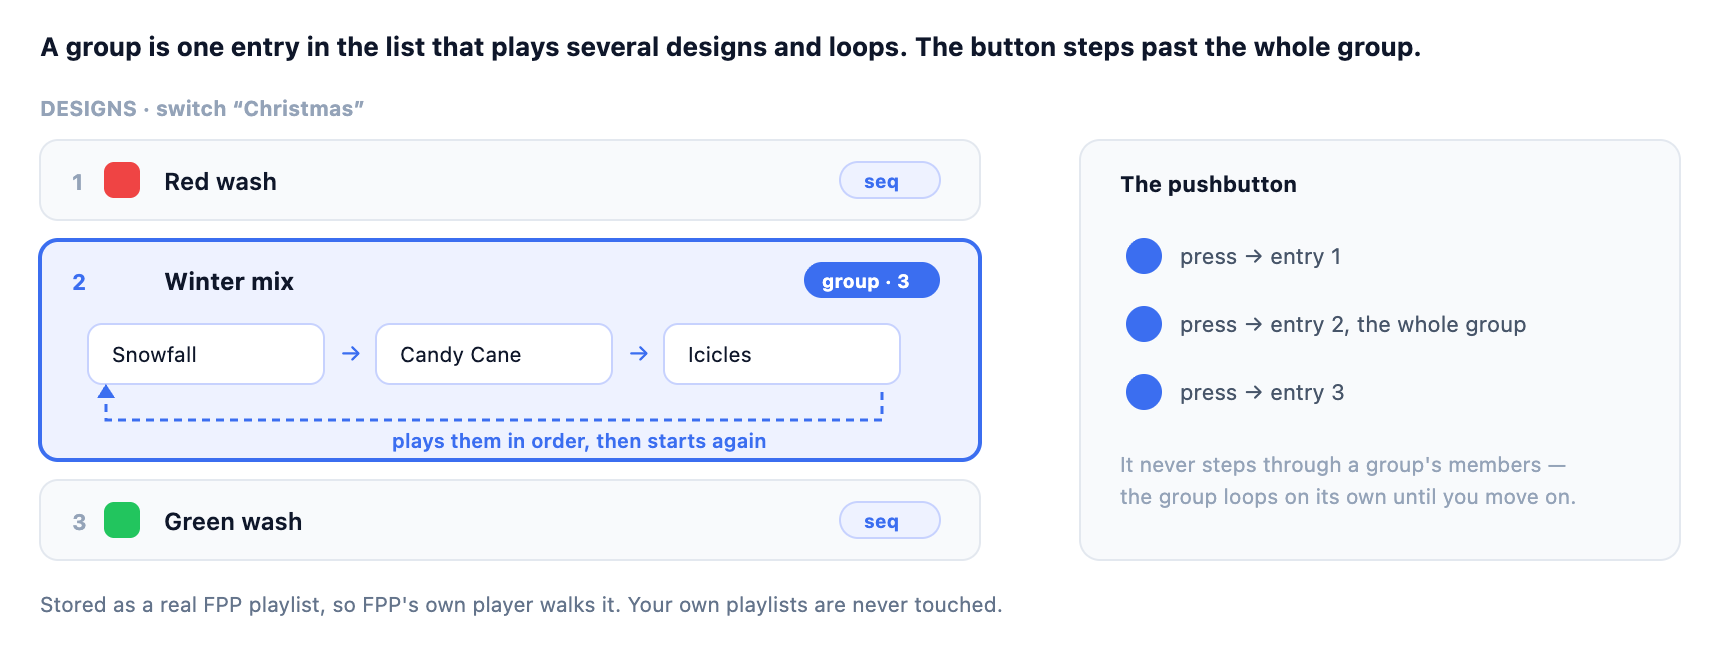 A group is one entry in the list that plays several designs and loops. The button steps past the whole group.
DESIGNS · switch “Christmas”
1 Red wash seq
2 Winter mix group · 3
Snowfall → Candy Cane → Icicles
plays them in order, then starts again
3 Green wash seq
The pushbutton
press → entry 1
press → entry 2, the whole group
press → entry 3
It never steps through a group's members —
the group loops on its own until you move on.
Stored as a real FPP playlist, so FPP's own player walks it. Your own playlists are never touched.